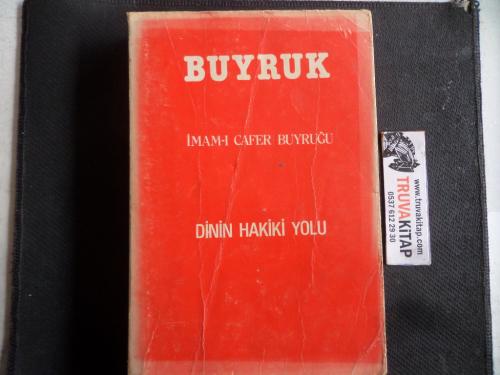 BUYRUK
İMAM-I CAFER BUYRUĞU
DİNİN HAKİKİ YOLU
TRUVAKİTAP
www.truvakitap.com
0537 612 29 30